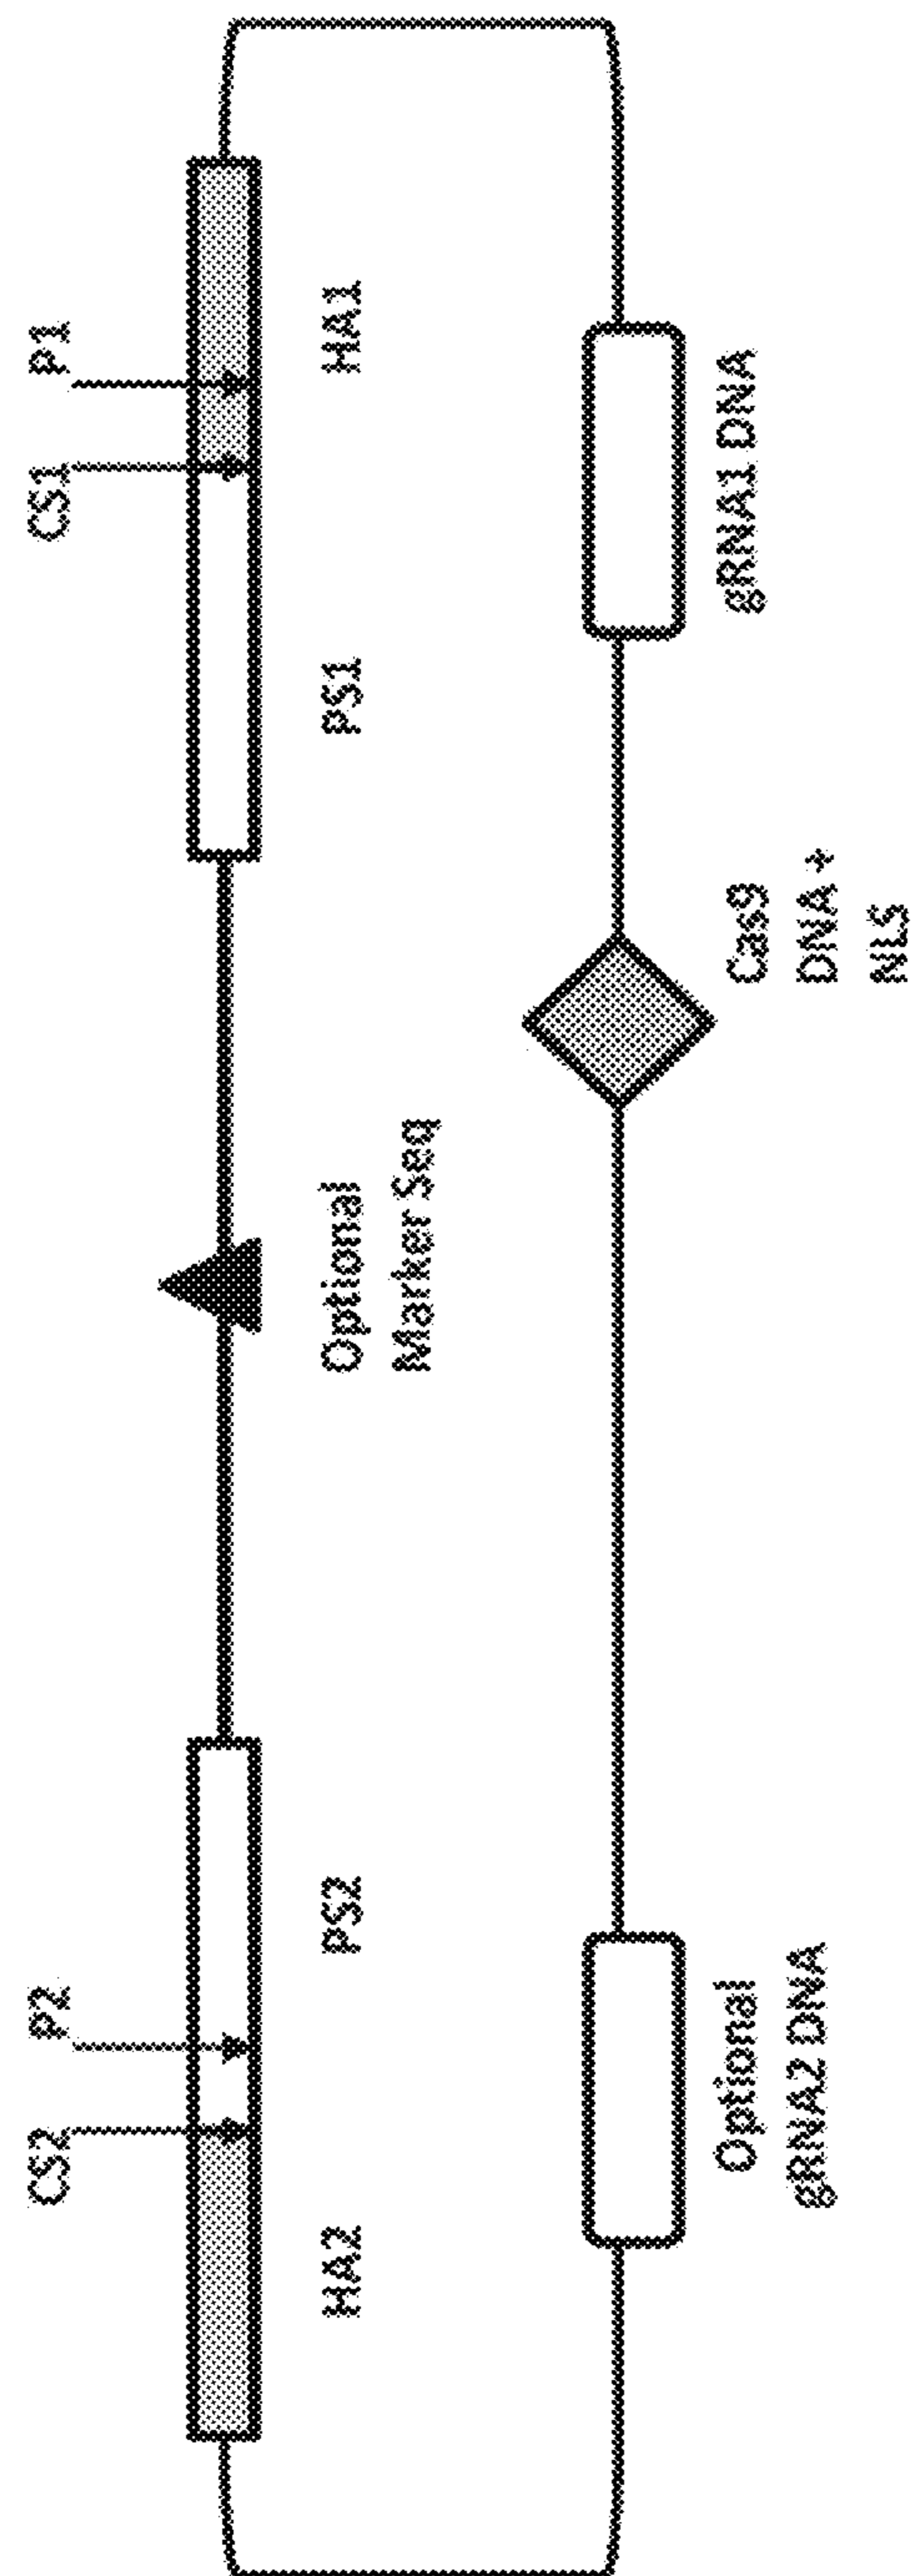 CS2
P2
CS1
P1
HA2
PS2
Optional
Marker Seq
PS1
HA1
Optional
gRNA2 DNA
Cas9
DNA +
NLS
gRNA1 DNA